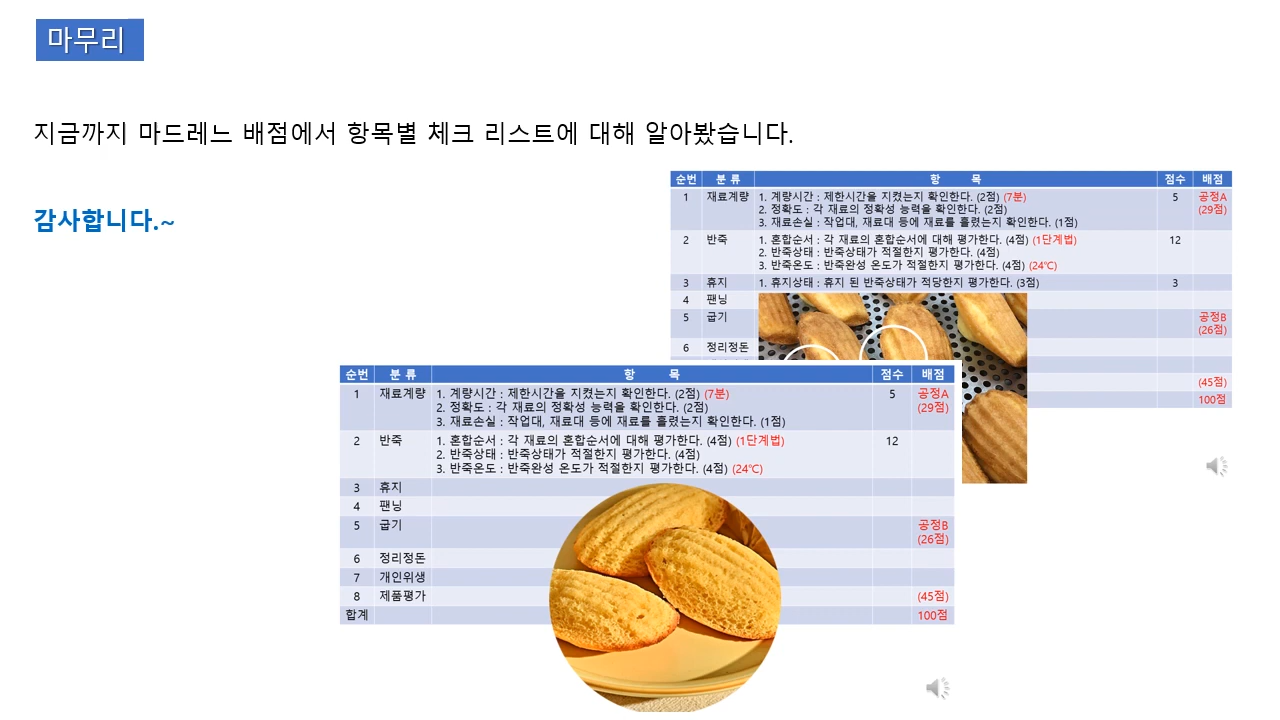 마무리
지금까지 마드레느 배점에서 항목별 체크 리스트에 대해 알아봤습니다.
감사합니다.~
순번 분 류 항 목 점수 배점
1 재료계량 1. 계량시간 : 제한시간을 지켰는지 확인한다. (2점) (7분) 5 공정A
2. 정확도 : 각 재료의 정확성 능력을 확인한다. (2점) (29점)
3. 재료손실 : 작업대, 재료대 등에 재료를 흘렸는지 확인한다. (1점)
2 반죽 1. 혼합순서 : 각 재료의 혼합순서에 대해 평가한다. (4점) (1단계법) 12
2. 반죽상태 : 반죽상태가 적절한지 평가한다. (4점)
3. 반죽온도 : 반죽완성 온도가 적절한지 평가한다. (4점) (24℃)
3 휴지 1. 휴지상태 : 휴지 된 반죽상태가 적당한지 평가한다. (3점) 3
4 팬닝
5 굽기 공정B
(26점)
6 정리정돈
(45점)
100점
순번 분 류 항 목 점수 배점
1 재료계량 1. 계량시간 : 제한시간을 지켰는지 확인한다. (2점) (7분) 5 공정A
2. 정확도 : 각 재료의 정확성 능력을 확인한다. (2점) (29점)
3. 재료손실 : 작업대, 재료대 등에 재료를 흘렸는지 확인한다. (1점)
2 반죽 1. 혼합순서 : 각 재료의 혼합순서에 대해 평가한다. (4점) (1단계법) 12
2. 반죽상태 : 반죽상태가 적절한지 평가한다. (4점)
3. 반죽온도 : 반죽완성 온도가 적절한지 평가한다. (4점) (24℃)
3 휴지
4 팬닝
5 굽기 공정B
(26점)
6 정리정돈
7 개인위생
8 제품평가 (45점)
합계 100점